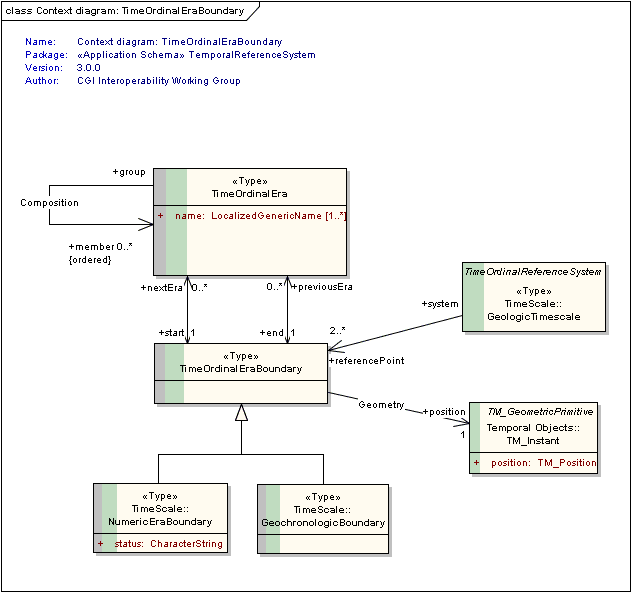 class Context diagram: TimeOrdinalEraBoundary
Name: Context diagram: TimeOrdinalEraBoundary
Package: «Application Schema» TemporalReferenceSystem
Version: 3.0.0
Author: CGI Interoperability Working Group
+group
«Type»
TimeOrdinalEra
+ name: LocalizedGenericName [1..*]
Composition
+member 0..*
{ordered}
+nextEra 0..*
0..* +previousEra
TimeOrdinalReferenceSystem
«Type»
TimeScale::
GeologicTimescale
+system
+start 1
+end 1
2..*
+referencePoint
«Type»
TimeOrdinalEraBoundary
Geometry
+position
1
TM_GeometricPrimitive
Temporal Objects::
TM_Instant
+ position: TM_Position
«Type»
TimeScale::
NumericEraBoundary
+ status: CharacterString
«Type»
TimeScale::
GeochronologicBoundary